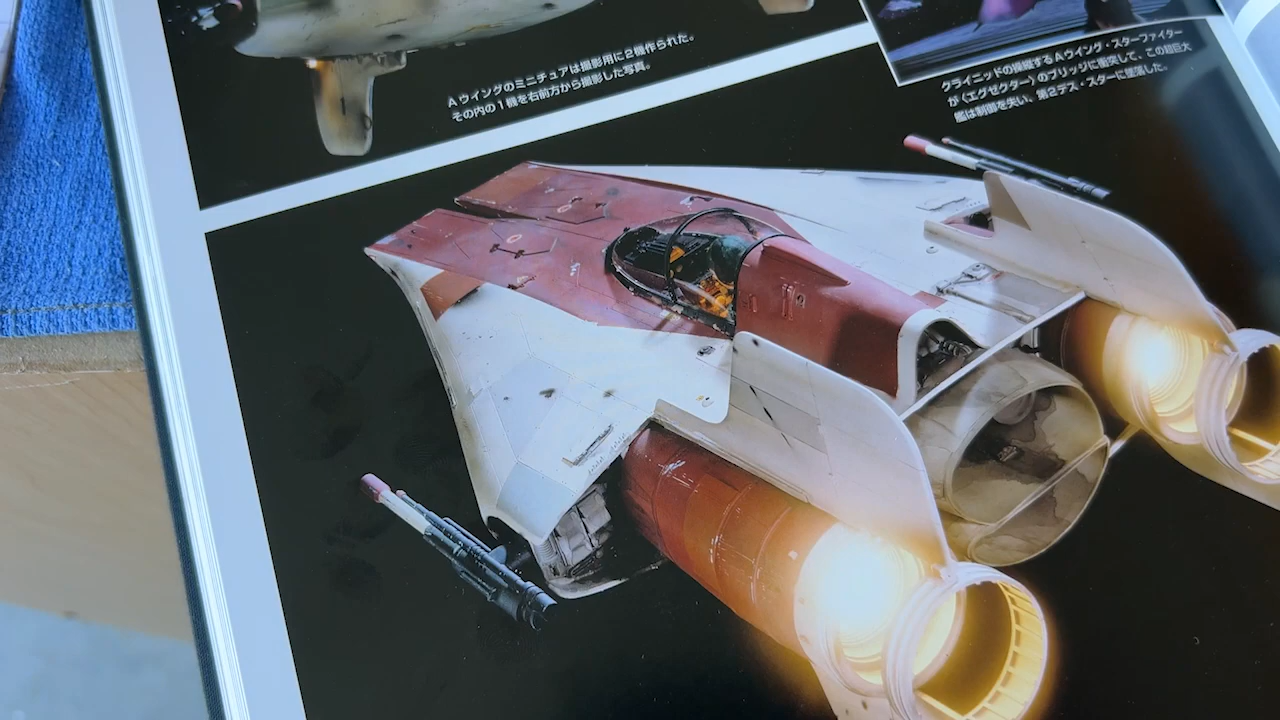 Aウイングのミニチュアは撮影用に2機作られた。
その内の1機を右前方から撮影した写真。
クライニッドの操縦するAウイング・スターファイター
が〈エグゼクター〉のブリッジに衝突して、この超巨大
艦は制御を失い、第2デス・スターに墜落した。